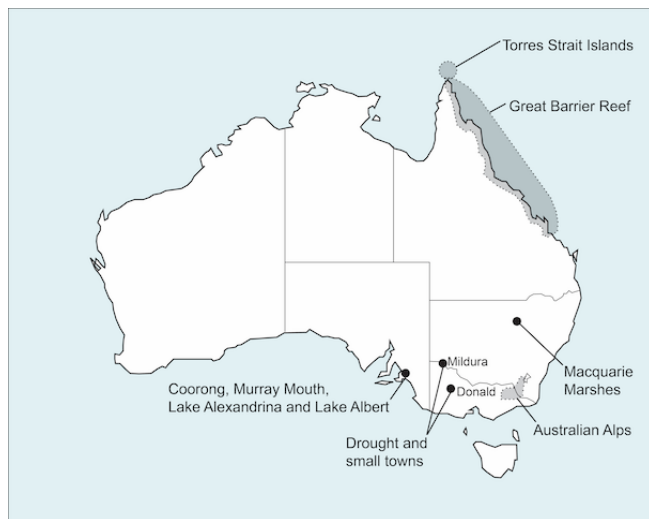 Torres Strait Islands
Great Barrier Reef
Mildura
Macquarie
Marshes
Coorong, Murray Mouth,
Lake Alexandrina and Lake Albert
Donald
Australian Alps
Drought and
small towns